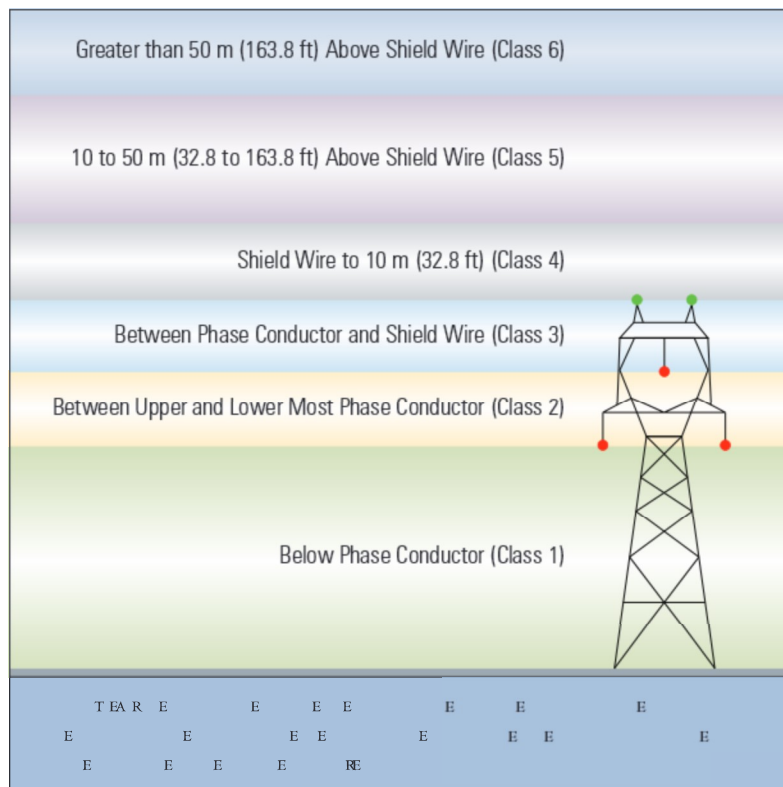 Greater than 50 m (163.8 ft) Above Shield Wire (Class 6)
10 to 50 m (32.8 to 163.8 ft) Above Shield Wire (Class 5)
Shield Wire to 10 m (32.8 ft) (Class 4)
Between Phase Conductor and Shield Wire (Class 3)
Between Upper and Lower Most Phase Conductor (Class 2)
Below Phase Conductor (Class 1)